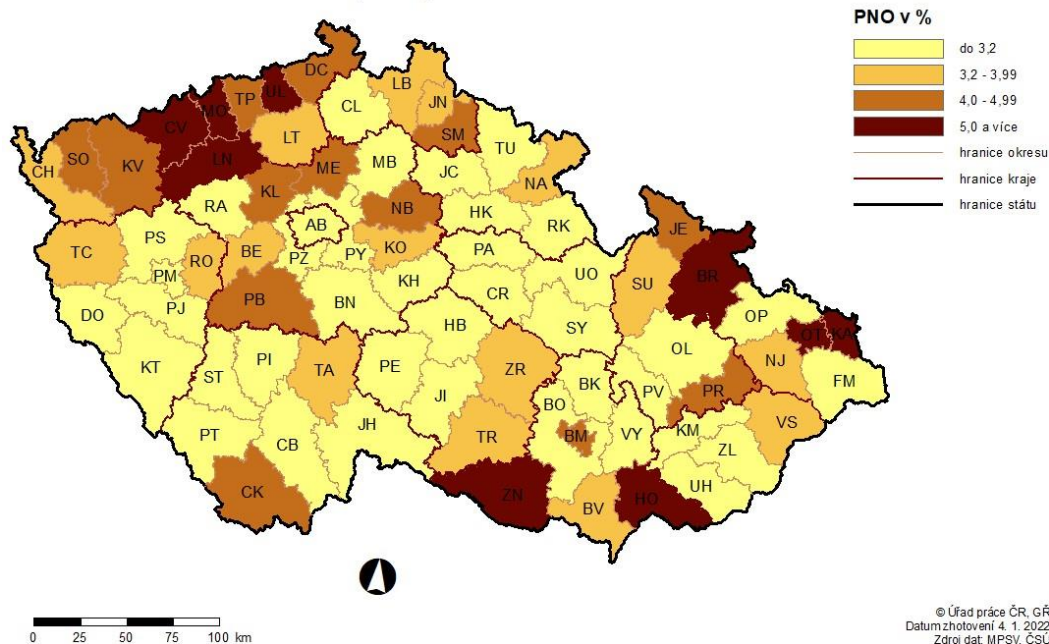 PNO v %
do 3,2
3,2 - 3,99
4,0 - 4,99
5,0 a více
hranice okresu
hranice kraje
hranice státu
DC
LB
UL
TP
MO
JN
CL
CV
LT
SM
TU
SO
LN
ME
MB
KV
CH
JC
NA
KL
RA
NB
HK
AB
RK
JE
PS
TC
RO
BE
KO
PA
PZ
PY
UO
BR
PM
KH
SU
CR
PJ
PB
BN
DO
OP
HB
SY
OT
KA
KT
OL
NJ
PI
PE
ZR
ST
TA
FM
BK
PV
PR
JI
BO
VS
JH
PT
CB
TR
BM
VY
KM
ZL
CK
ZN
HO
UH
BV
0 25 50 75 100 km
© Úřad práce ČR, GŘ
Datum zhotovení 4. 1. 2022
Zdroj dat: MPSV, ČSÚ